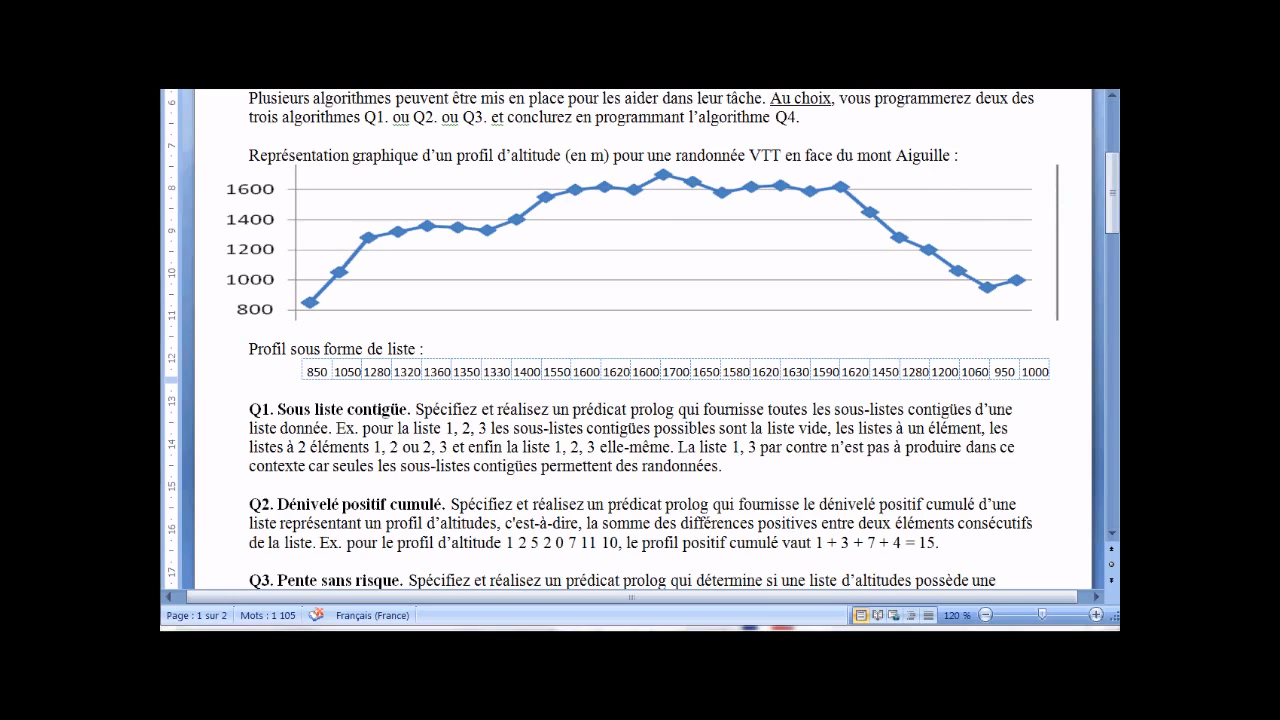 Plusieurs algorithmes peuvent être mis en place pour les aider dans leur tâche. Au choix, vous programmerez deux des
trois algorithmes Q1. ou Q2. ou Q3. et conclurez en programmant l'algorithme Q4.
Représentation graphique d'un profil d'altitude (en m) pour une randonnée VTT en face du mont Aiguille :
1600
1400
1200
1000
800
Profil sous forme de liste :
850 1050 1280 1320 1360 1350 1330 1400 1550 1600 1620 1600 1700 1650 1580 1620 1630 1590 1620 1450 1280 1200 1060 950 1000
Q1. Sous liste contigüe. Spécifiez et réalisez un prédicat prolog qui fournisse toutes les sous-listes contigües d'une
liste donnée. Ex. pour la liste 1, 2, 3 les sous-listes contigües possibles sont la liste vide, les listes à un élément, les
listes à 2 éléments 1, 2 ou 2, 3 et enfin la liste 1, 2, 3 elle-même. La liste 1, 3 par contre n'est pas à produire dans ce
contexte car seules les sous-listes contigües permettent des randonnées.
Q2. Dénivelé positif cumulé. Spécifiez et réalisez un prédicat prolog qui fournisse le dénivelé positif cumulé d'une
liste représentant un profil d'altitudes, c'est-à-dire, la somme des différences positives entre deux éléments consécutifs
de la liste. Ex. pour le profil d'altitude 1 2 5 2 0 7 11 10, le profil positif cumulé vaut 1 + 3 + 7 + 4 = 15.
Q3. Pente sans risque. Spécifiez et réalisez un prédicat prolog qui détermine si une liste d'altitudes possède une
6
7
8
9
10
11
12
13
14
15
16
17
Page : 1 sur 2
Mots : 1 105
Français (France)
120 %